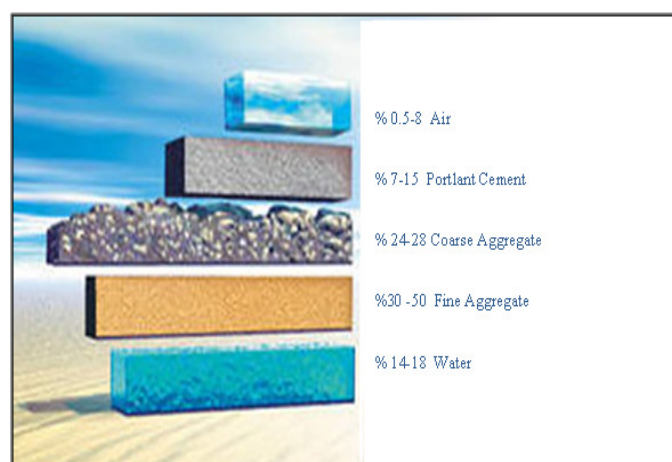 % 0.5-8 Air
% 7-15 Portlant Cement
% 24-28 Coarse Aggregate
%30 -50 Fine Aggregate
% 14-18 Water